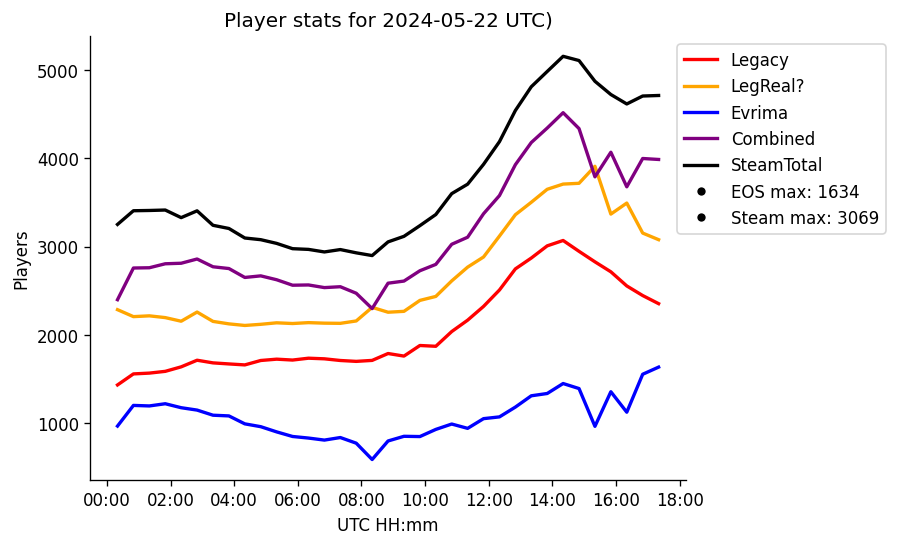 Player stats for 2024-05-22 UTC)
Players
5000
4000
3000
2000
1000
00:00 02:00 04:00 06:00 08:00 10:00 12:00 14:00 16:00 18:00
UTC HH:mm
Legacy
LegReal?
Evrima
Combined
SteamTotal
EOS max: 1634
Steam max: 3069